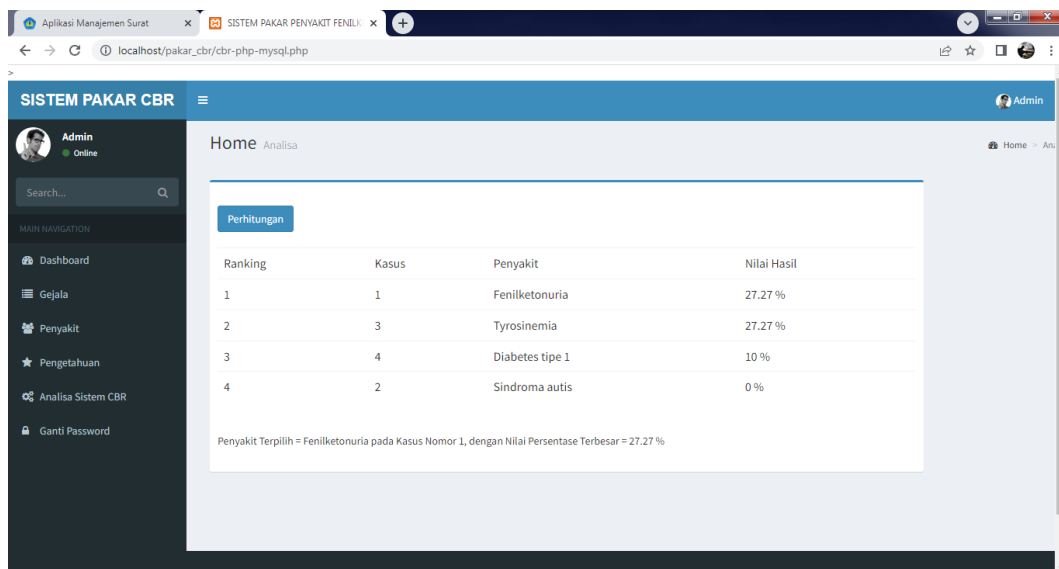 Aplikasi Manajemen Surat
SISTEM PAKAR PENYAKIT FENILK
localhost/pakar_cbr/cbr-php-mysql.php
>
SISTEM PAKAR CBR
Admin
Admin
Online
Home Analisa
Home > Ana
Search...
MAIN NAVIGATION
Dashboard
Gejala
Penyakit
Pengetahuan
Analisa Sistem CBR
Ganti Password
Perhitungan
Ranking Kasus Penyakit Nilai Hasil
1 1 Fenilketonuria 27.27 %
2 3 Tyrosinemia 27.27 %
3 4 Diabetes tipe 1 10 %
4 2 Sindroma autis 0 %
Penyakit Terpilih = Fenilketonuria pada Kasus Nomor 1, dengan Nilai Persentase Terbesar = 27.27 %